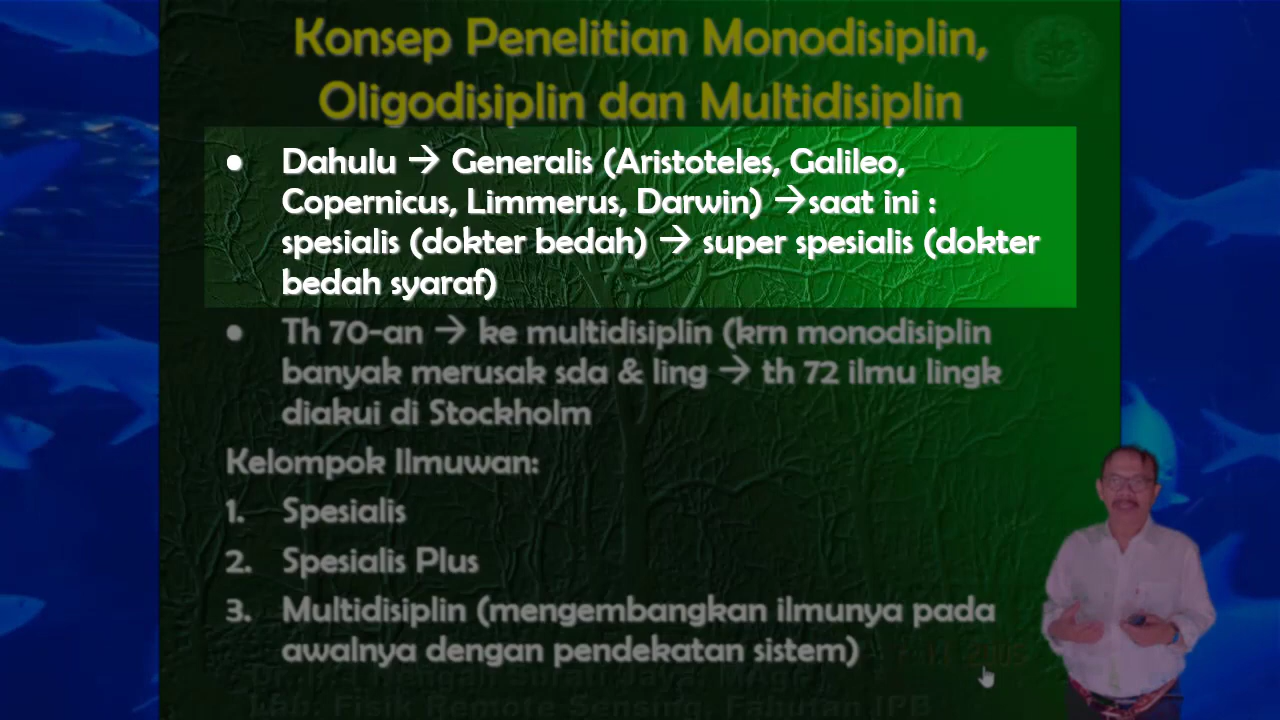 Konsep Penelitian Monodisiplin,
Oligodisiplin dan Multidisiplin
• Dahulu → Generalis (Aristoteles, Galileo,
Copernicus, Limmerus, Darwin) →saat ini :
spesialis (dokter bedah) → super spesialis (dokter
bedah syaraf)
• Th 70-an → ke multidisiplin (krn monodisiplin
banyak merusak sda & ling → th 72 ilmu lingk
diakui di Stockholm
Kelompok Ilmuwan:
1. Spesialis
2. Spesialis Plus
3. Multidisiplin (mengembangkan ilmunya pada
awalnya dengan pendekatan sistem)
Jaya, MAgr
Lab. Fisik Remote Sensing, Fahutan IPB